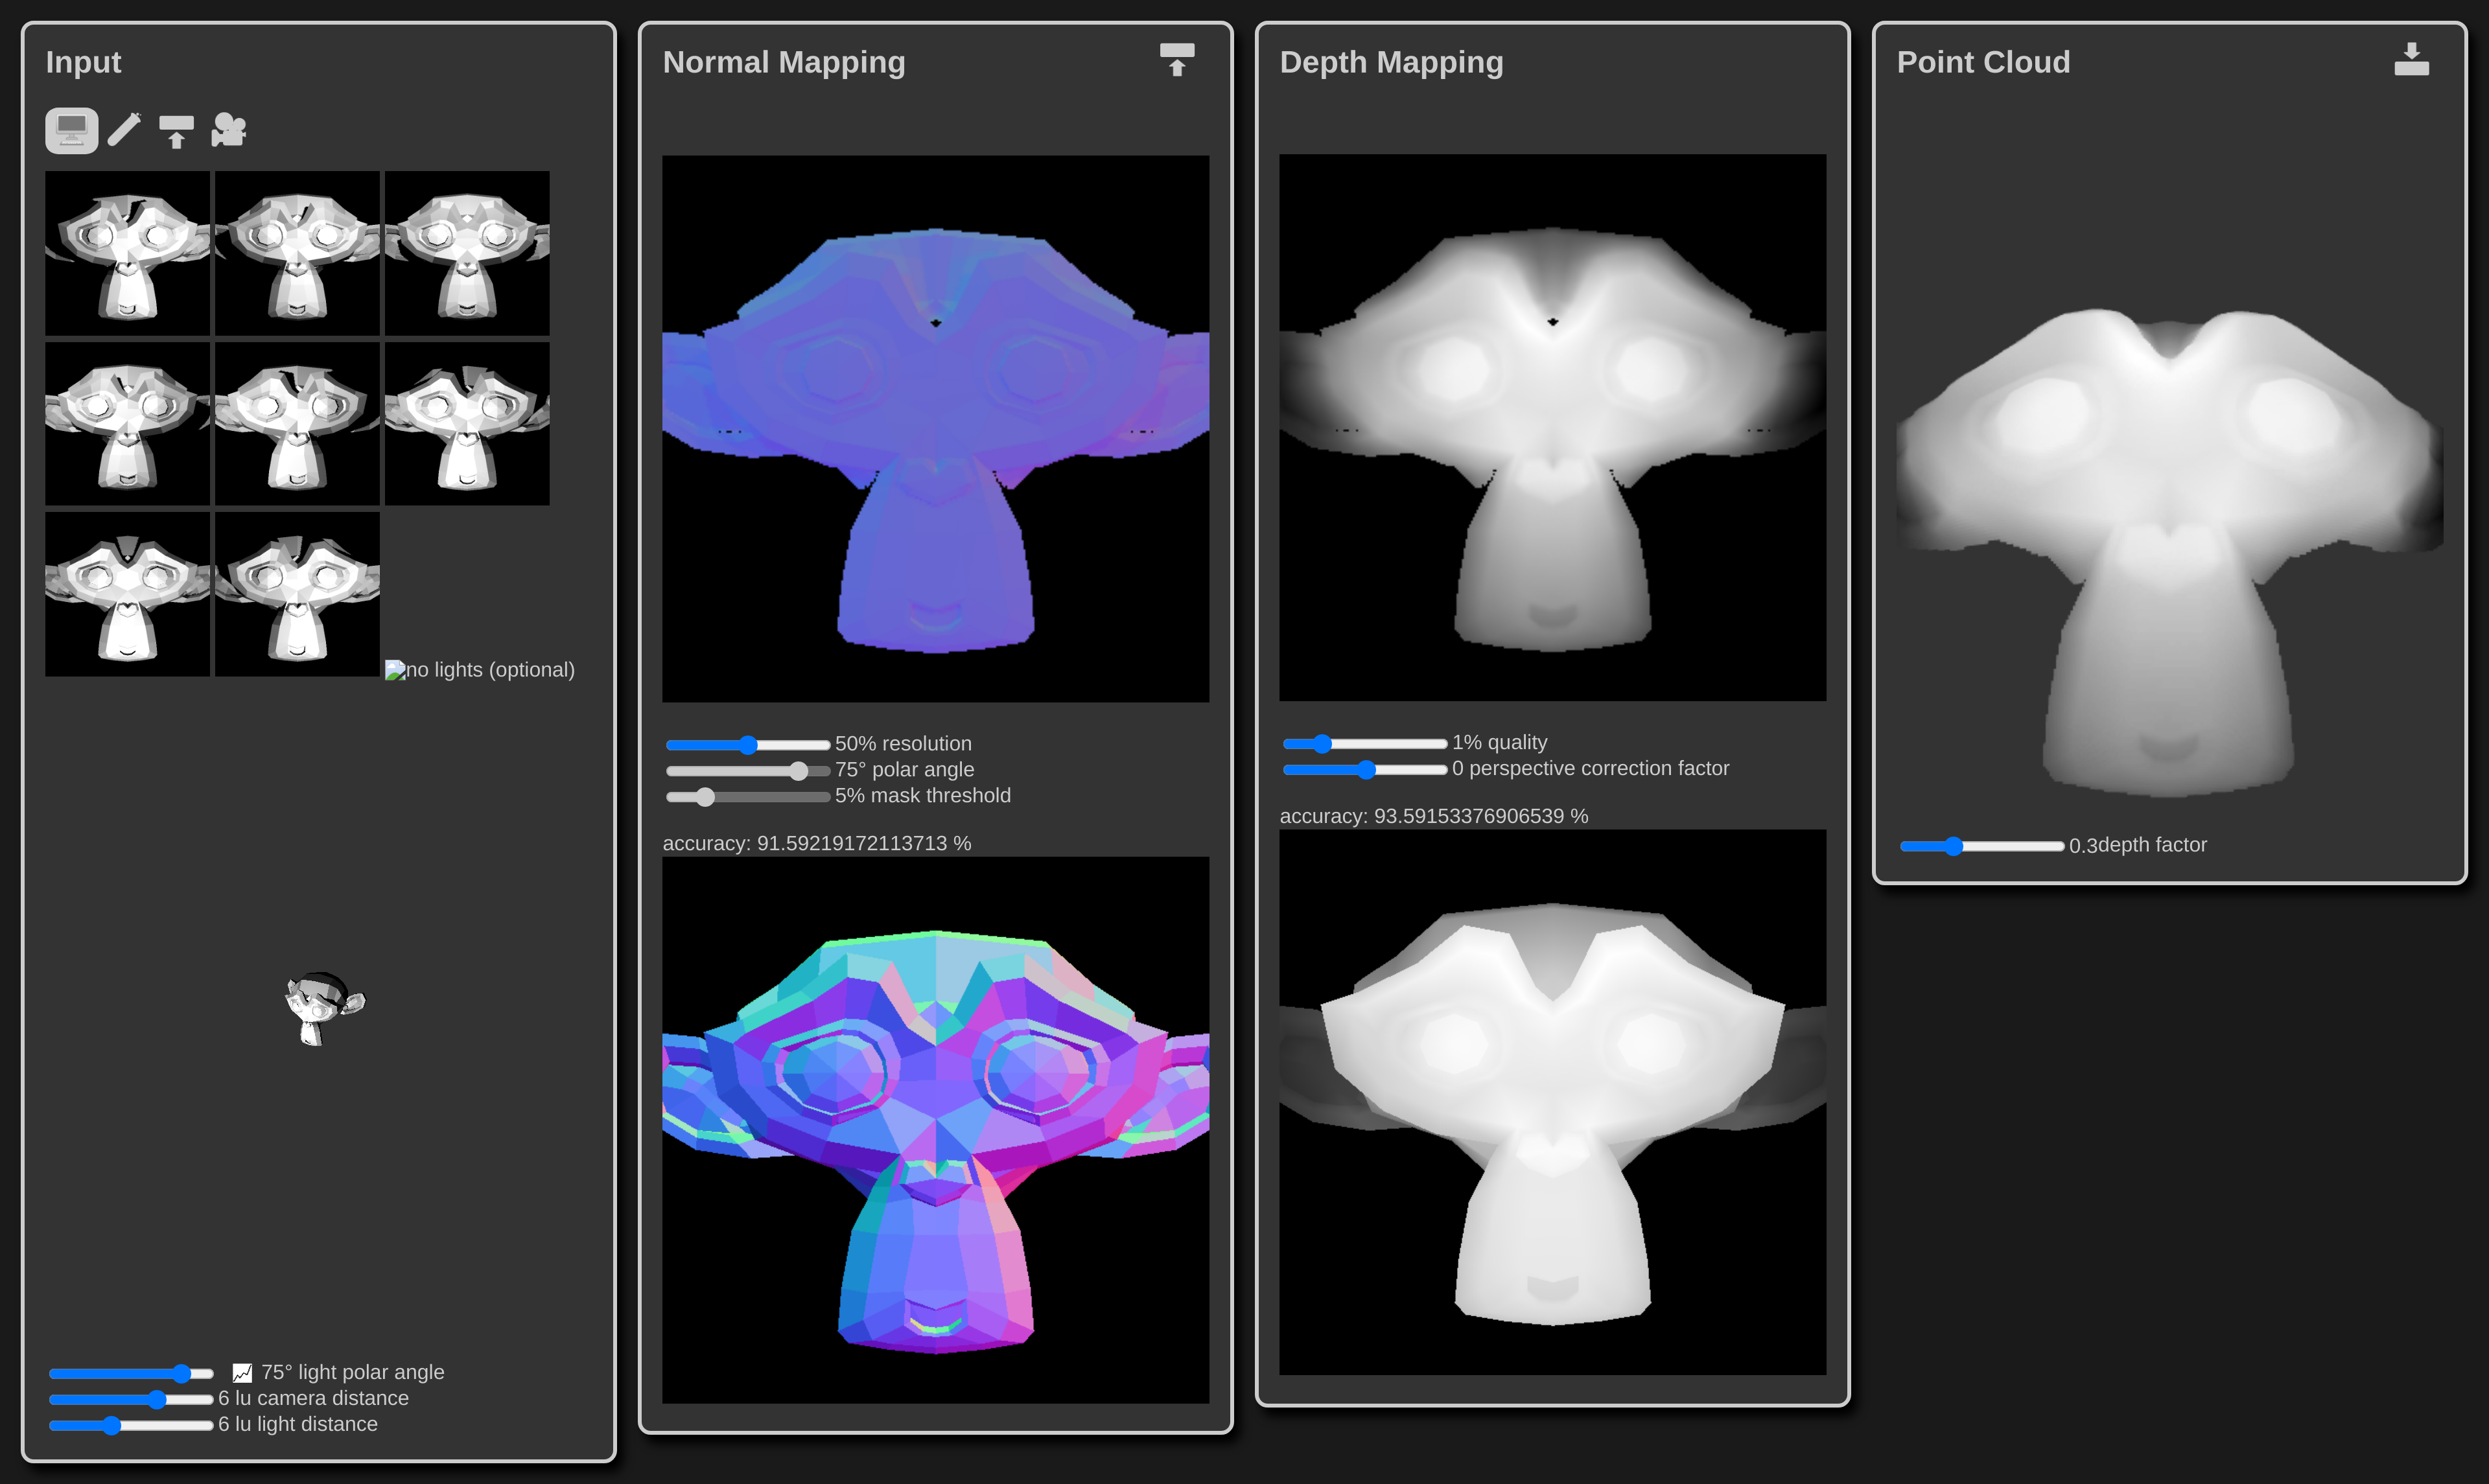 Input
no lights (optional)
75° light polar angle
6 lu camera distance
6 lu light distance
Normal Mapping
50% resolution
75° polar angle
5% mask threshold
accuracy: 91.59219172113713 %
Depth Mapping
1% quality
0 perspective correction factor
accuracy: 93.59153376906539 %
Point Cloud
0.3depth factor